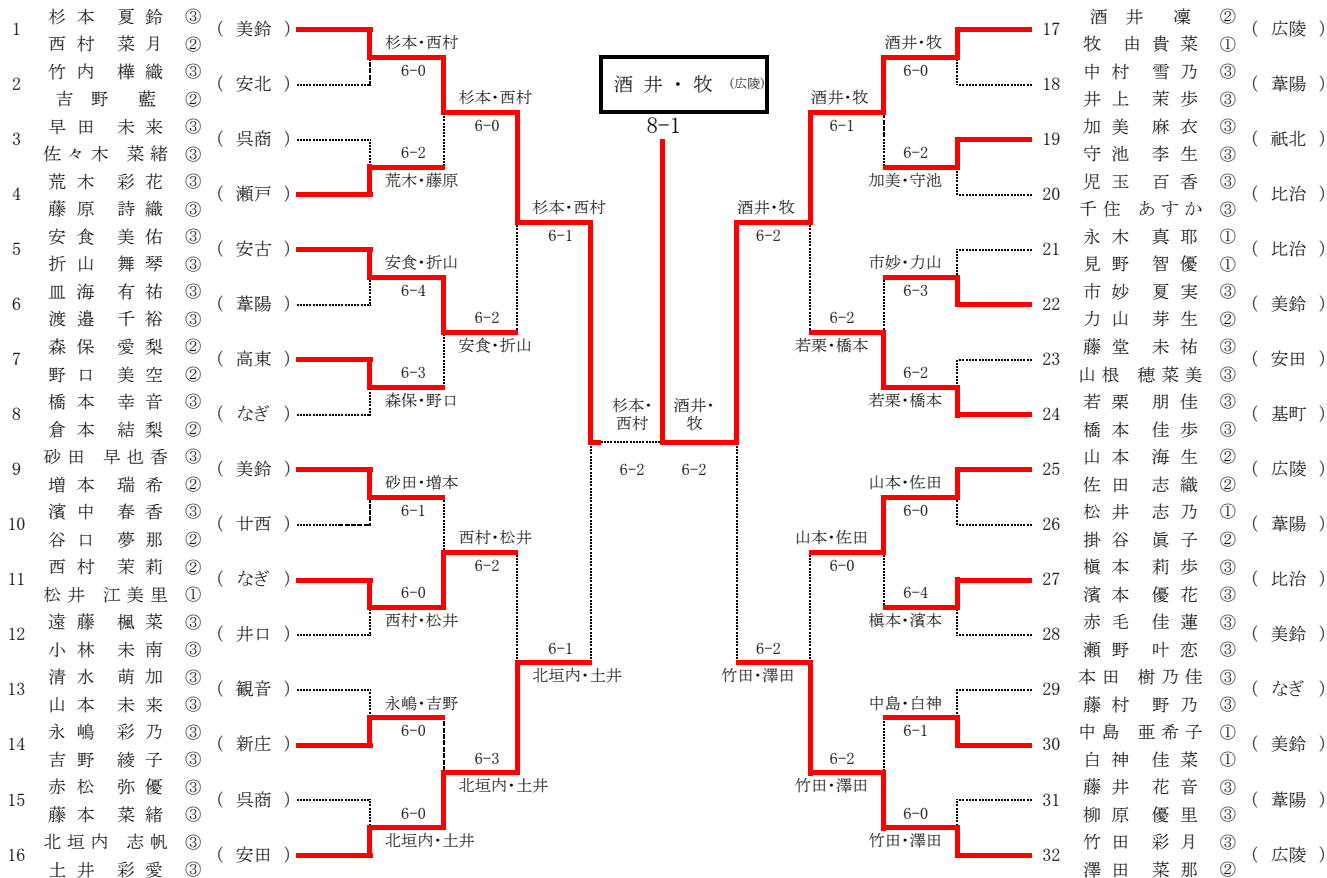 1 杉本 夏鈴 ③ ( 美鈴 )
西村 菜月 ②
2 竹内 樺織 ③ ( 安北 )
吉野 藍 ②
3 早田 未来 ③ ( 呉商 )
佐々木 菜緒 ③
4 荒木 彩花 ③ ( 瀬戸 )
藤原 詩織 ③
5 安食 美佑 ③ ( 安古 )
折山 舞琴 ③
6 皿海 有祐 ③ ( 葦陽 )
渡邉 千裕 ③
7 森保 愛梨 ② ( 高東 )
野口 美空 ②
8 橋本 幸音 ③ ( なぎ )
倉本 結梨 ②
9 砂田 早也香 ③ ( 美鈴 )
増本 瑞希 ②
10 濱中 春香 ③ ( 廿西 )
谷口 夢那 ②
11 西村 茉莉 ② ( なぎ )
松井 江美里 ①
12 遠藤 楓菜 ③ ( 井口 )
小林 未南 ③
13 清水 萌加 ③ ( 観音 )
山本 未来 ③
14 永嶋 彩乃 ③ ( 新庄 )
吉野 綾子 ③
15 赤松 弥優 ③ ( 呉商 )
藤本 菜緒 ③
16 北垣内 志帆 ③ ( 安田 )
土井 彩愛 ③
杉本・西村
6-0
6-2
荒木・藤原
安食・折山
6-4
6-3
森保・野口
砂田・増本
6-1
6-0
西村・松井
永嶋・吉野
6-0
6-0
北垣内・土井
杉本・西村
6-0
6-2
安食・折山
西村・松井
6-2
6-3
北垣内・土井
杉本・西村
6-1
6-1
北垣内・土井
杉本・
西村
6-2
酒井・牧 (広陵)
8-1
酒井・
牧
6-2
酒井・牧
6-2
6-2
竹田・澤田
酒井・牧
6-1
6-2
若栗・橋本
山本・佐田
6-0
6-2
竹田・澤田
酒井・牧
6-0
6-2
加美・守池
市妙・力山
6-3
6-2
若栗・橋本
山本・佐田
6-0
6-4
槇本・濱本
中島・白神
6-1
6-0
竹田・澤田
17 酒井 凜 ② ( 広陵 )
牧 由貴菜 ①
18 中村 雪乃 ③ ( 葦陽 )
井上 茉歩 ③
19 加美 麻衣 ③ ( 祇北 )
守池 李生 ③
20 児玉 百香 ③ ( 比治 )
千住 あすか ③
21 永木 真耶 ① ( 比治 )
見野 智優 ①
22 市妙 夏実 ③ ( 美鈴 )
力山 芽生 ②
23 藤堂 未祐 ③ ( 安田 )
山根 穂菜美 ③
24 若栗 朋佳 ③ ( 基町 )
橋本 佳歩 ③
25 山本 海生 ② ( 広陵 )
佐田 志織 ②
26 松井 志乃 ① ( 葦陽 )
掛谷 眞子 ②
27 槇本 莉歩 ③ ( 比治 )
濱本 優花 ③
28 赤毛 佳蓮 ③ ( 美鈴 )
瀬野 叶恋 ③
29 本田 樹乃佳 ③ ( なぎ )
藤村 野乃 ③
30 中島 亜希子 ① ( 美鈴 )
白神 佳菜 ①
31 藤井 花音 ③ ( 葦陽 )
柳原 優里 ③
32 竹田 彩月 ③ ( 広陵 )
澤田 菜那 ②